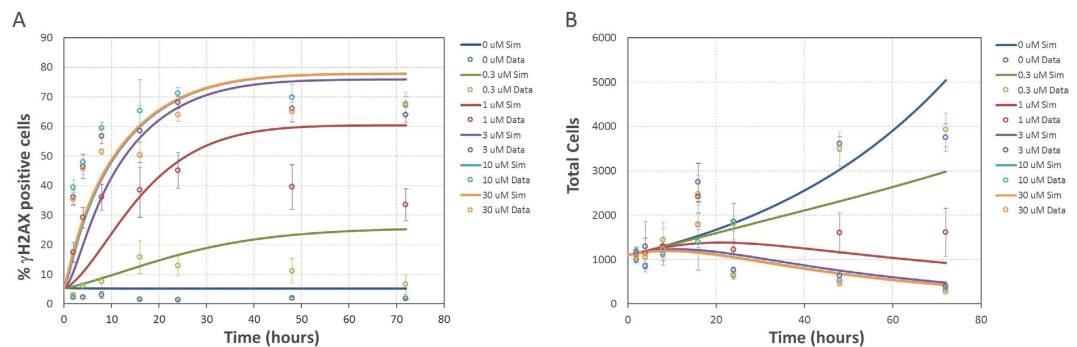 A
% γH2AX positive cells
90
80
70
60
50
40
30
20
10
0
0 10 20 30 40 50 60 70 80
Time (hours)
0 uM Sim
0 uM Data
0.3 uM Sim
0.3 uM Data
1 uM Sim
1 uM Data
3 uM Sim
3 uM Data
10 uM Sim
10 uM Data
30 uM Sim
30 uM Data
B
Total Cells
6000
5000
4000
3000
2000
1000
0
0 20 40 60 80
Time (hours)
0 uM Sim
0 uM Data
0.3 uM Sim
0.3 uM Data
1 uM Sim
1 uM Data
3 uM Sim
3 uM Data
10 uM Sim
10 uM Data
30 uM Sim
30 uM Data